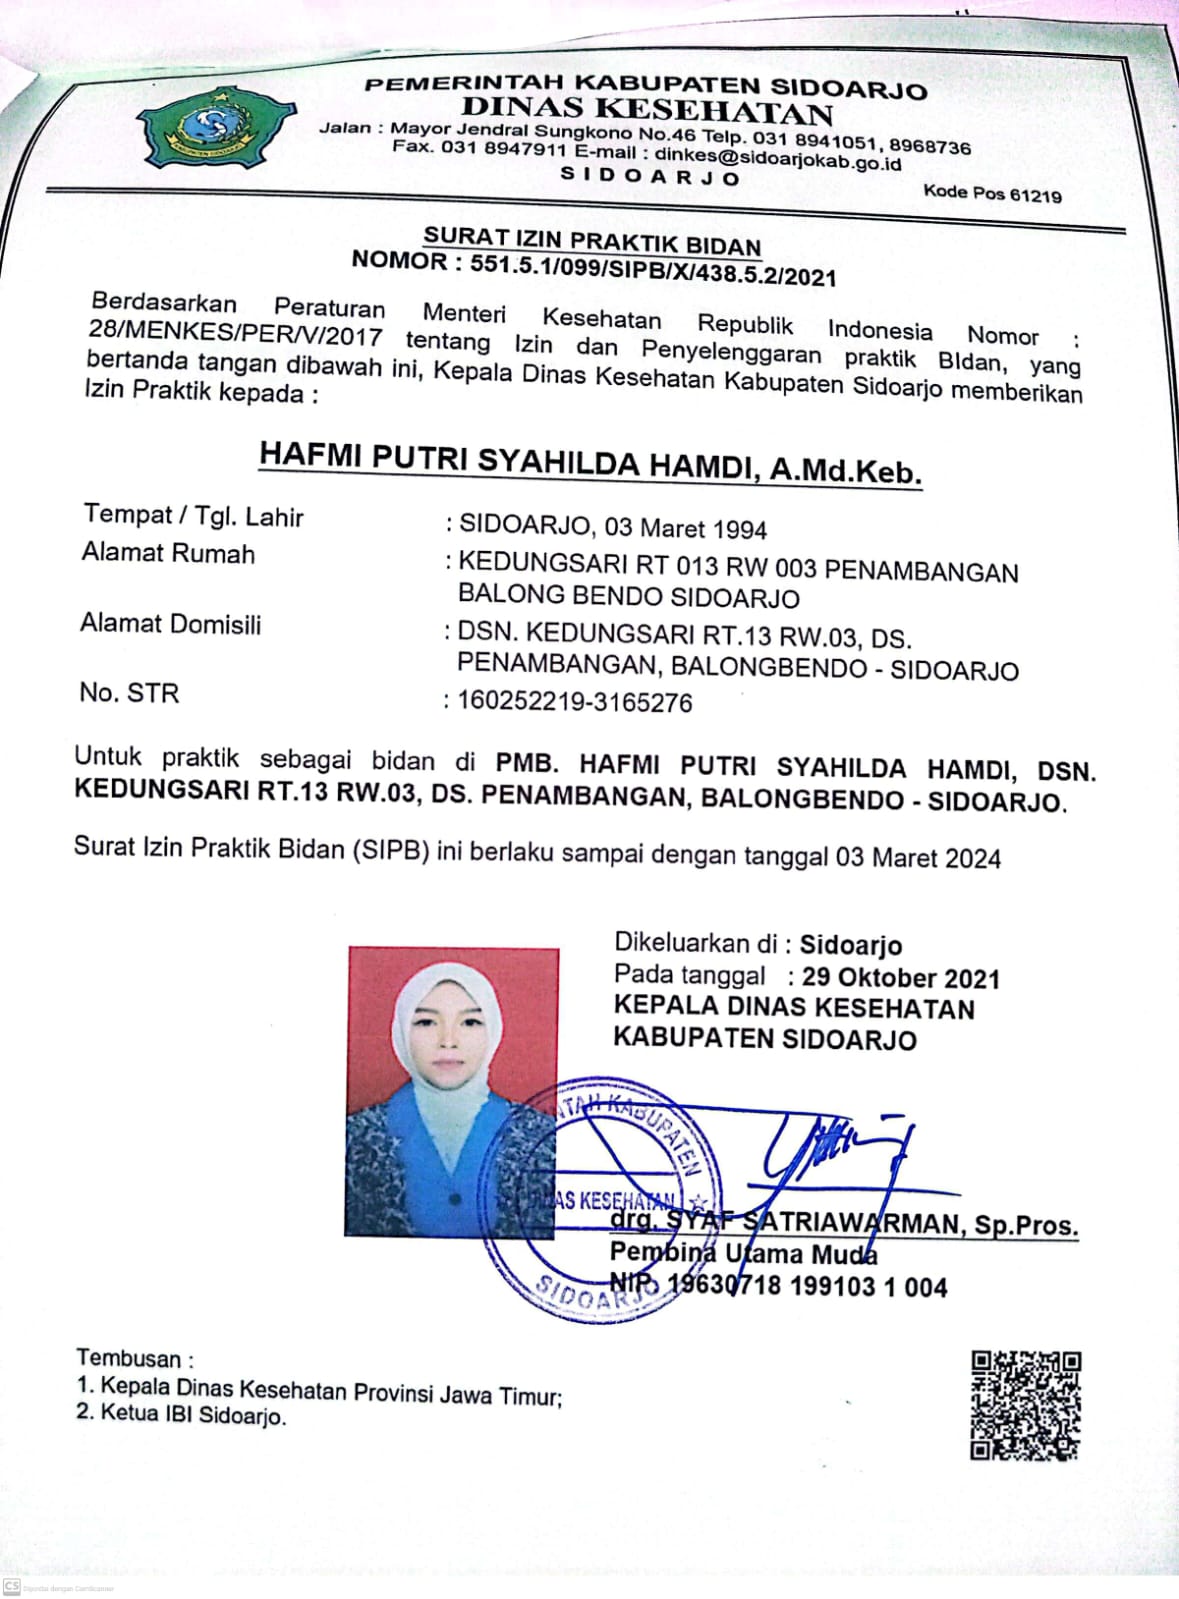 PEMERINTAH KABUPATEN SIDOARJO
DINAS KESEHATAN
Jalan : Mayor Jendral Sungkono No.46 Telp. 031 8941051, 8968736
Fax. 031 8947911 E-mail : dinkes@sidoarjokab.go.id
S I D O A R J O
Kode Pos 61219
SURAT IZIN PRAKTIK BIDAN
NOMOR : 551.5.1/099/SIPB/X/438.5.2/2021
Berdasarkan Peraturan Menteri Kesehatan Republik Indonesia Nomor :
28/MENKES/PER/V/2017 tentang Izin dan Penyelenggaran praktik BIdan, yang
bertanda tangan dibawah ini, Kepala Dinas Kesehatan Kabupaten Sidoarjo memberikan
Izin Praktik kepada :
HAFMI PUTRI SYAHILDA HAMDI, A.Md.Keb.
Tempat / Tgl. Lahir : SIDOARJO, 03 Maret 1994
Alamat Rumah : KEDUNGSARI RT 013 RW 003 PENAMBANGAN
BALONG BENDO SIDOARJO
Alamat Domisili : DSN. KEDUNGSARI RT.13 RW.03, DS.
PENAMBANGAN, BALONGBENDO - SIDOARJO
No. STR : 160252219-3165276
Untuk praktik sebagai bidan di PMB. HAFMI PUTRI SYAHILDA HAMDI, DSN.
KEDUNGSARI RT.13 RW.03, DS. PENAMBANGAN, BALONGBENDO - SIDOARJO.
Surat Izin Praktik Bidan (SIPB) ini berlaku sampai dengan tanggal 03 Maret 2024
Dikeluarkan di : Sidoarjo
Pada tanggal : 29 Oktober 2021
KEPALA DINAS KESEHATAN
KABUPATEN SIDOARJO
KABUPATEN
KESEHATAN
SIDOARJO
drg. SYAF SATRIAWARMAN, Sp.Pros.
Pembina Utama Muda
NIP. 19630718 199103 1 004
Tembusan :
1. Kepala Dinas Kesehatan Provinsi Jawa Timur;
2. Ketua IBI Sidoarjo.
CS Dipindai dengan CamScanner